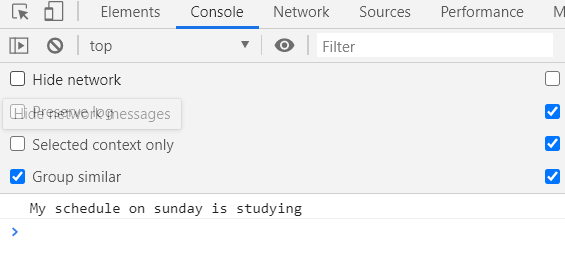 Elements Console Network Sources Performance M
top Filter
Hide network
Preserve log
Hide network messages
Selected context only
Group similar
My schedule on sunday is studying